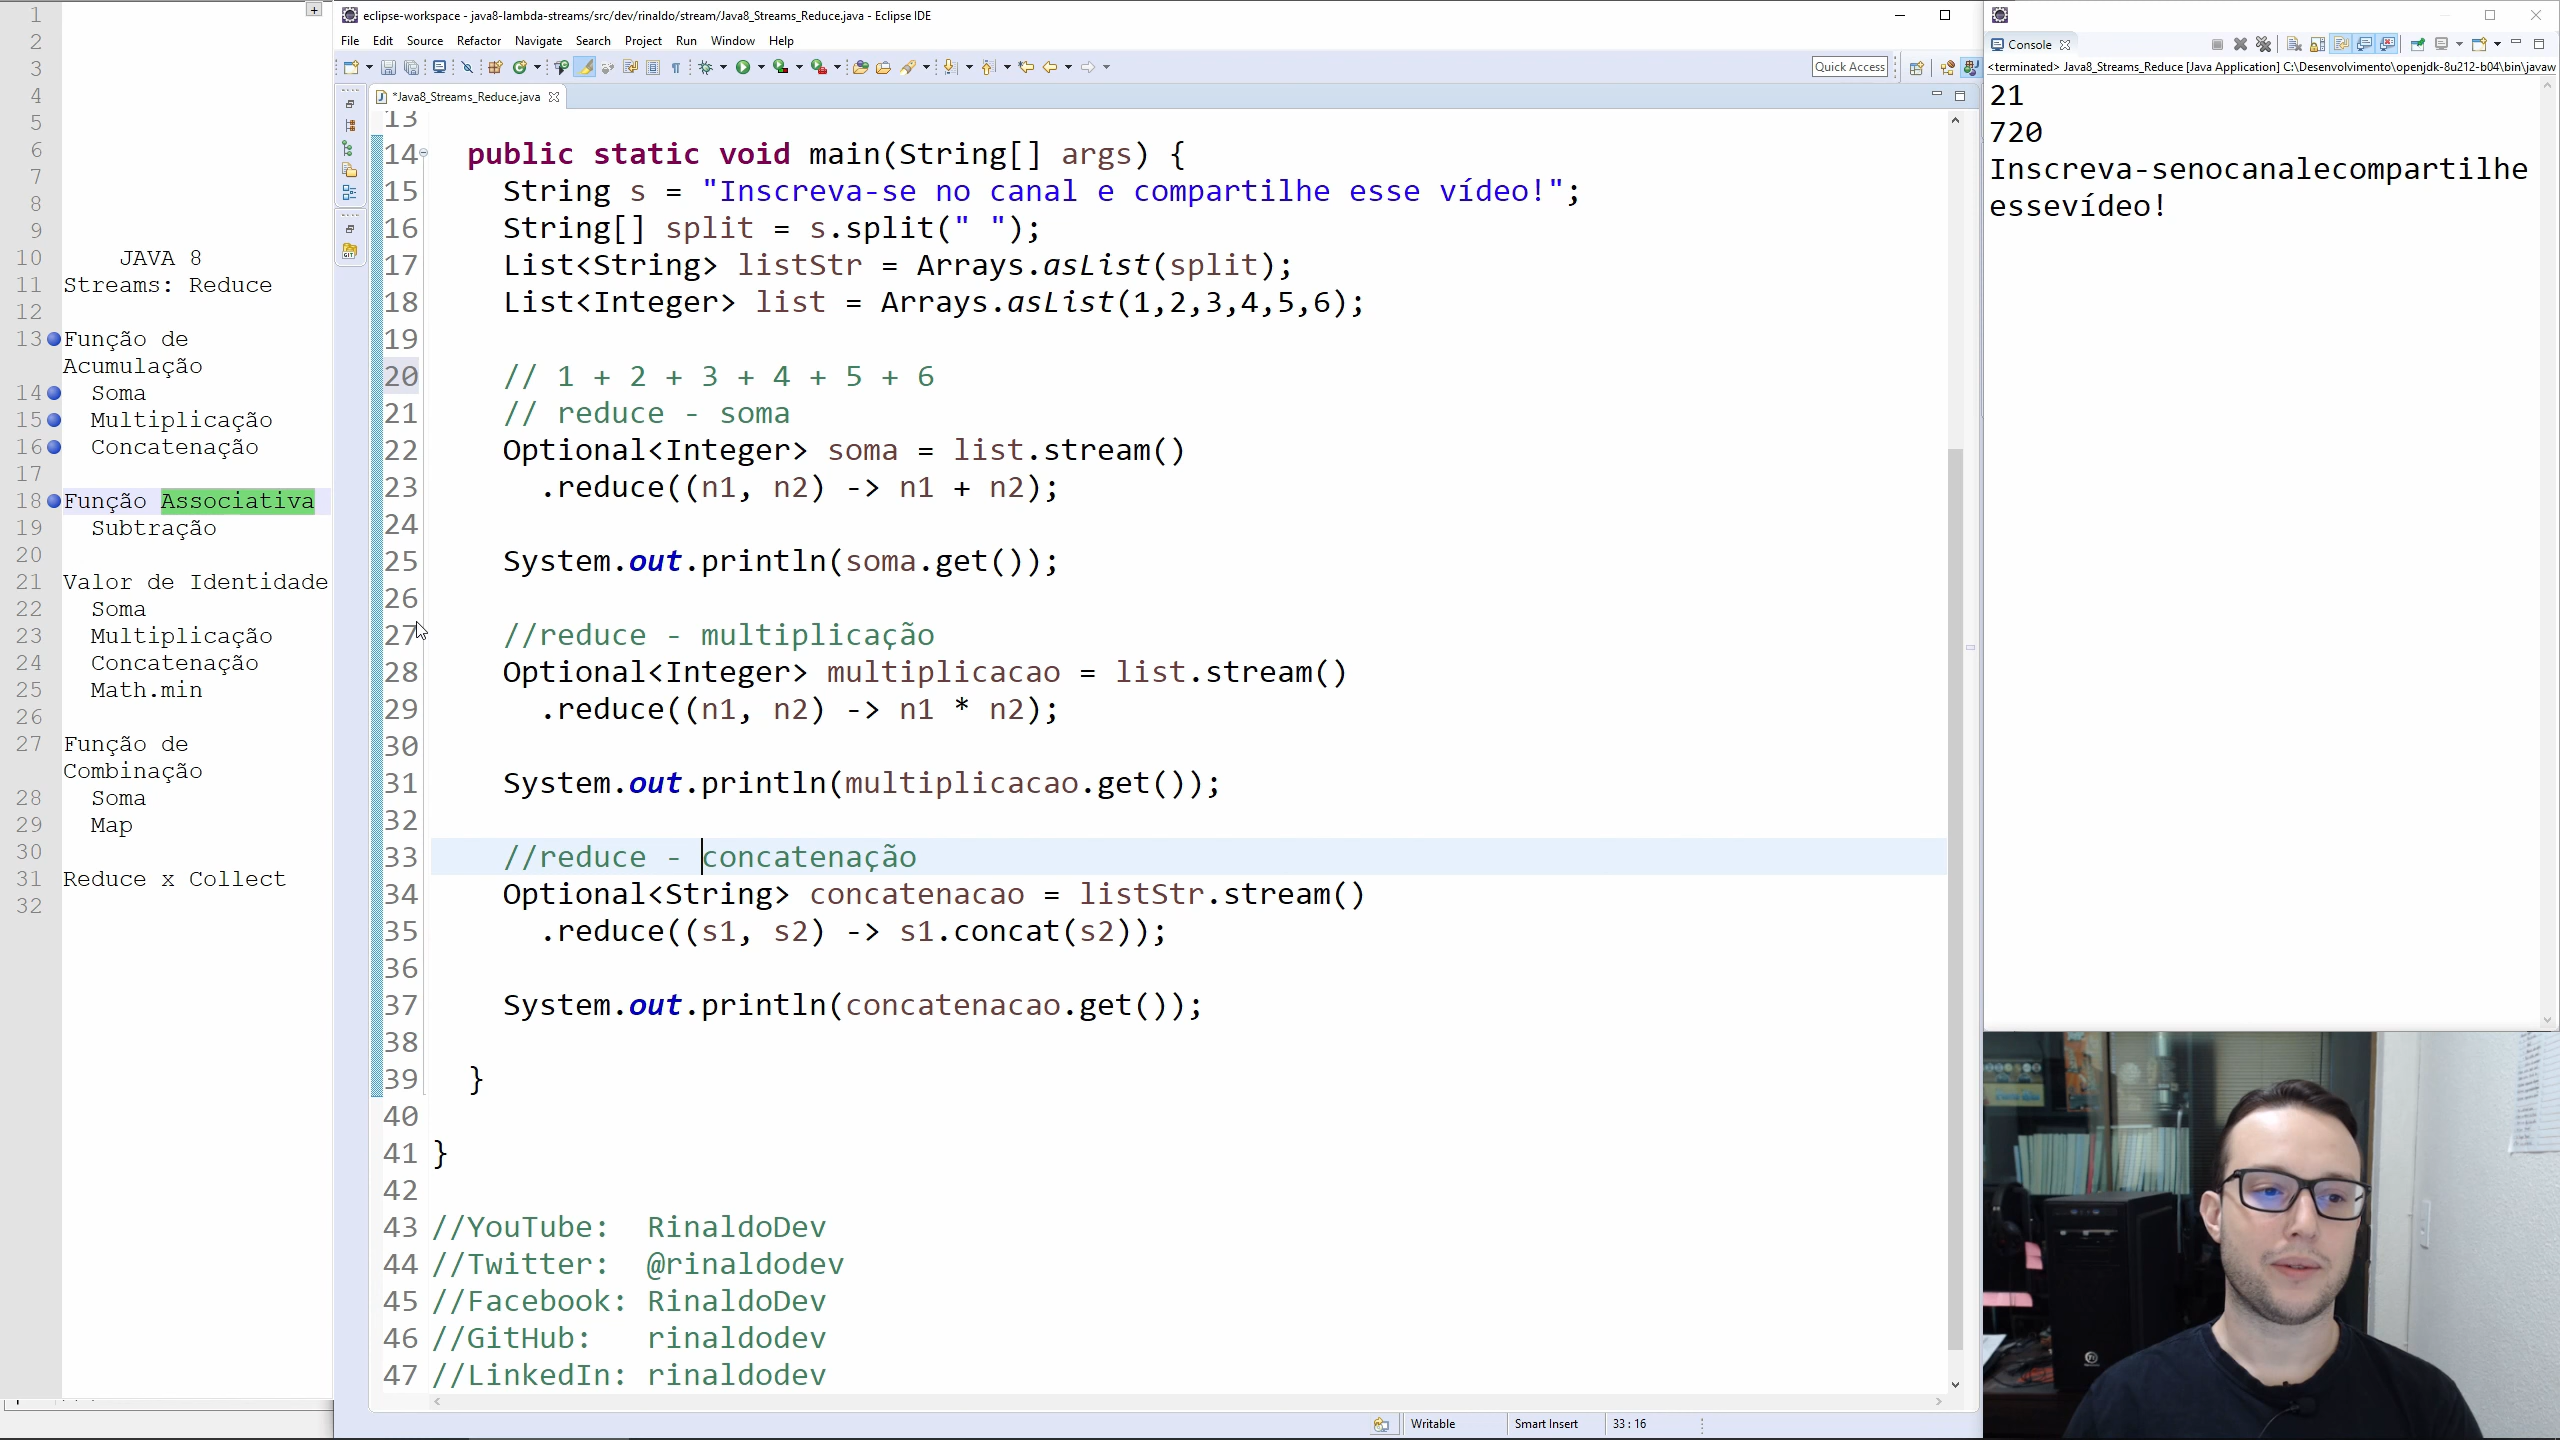 1
2
3
4
5
6
7
8
9
10 JAVA 8
11 Streams: Reduce
12
13 Função de
Acumulação
14 Soma
15 Multiplicação
16 Concatenação
17
18 Função Associativa
19 Subtração
20
21 Valor de Identidade
22 Soma
23 Multiplicação
24 Concatenação
25 Math.min
26
27 Função de
Combinação
28 Soma
29 Map
30
31 Reduce x Collect
32
eclipse-workspace - java8-lambda-streams/src/dev/rinaldo/stream/Java8_Streams_Reduce.java - Eclipse IDE
File Edit Source Refactor Navigate Search Project Run Window Help
Quick Access
*Java8_Streams_Reduce.java
13
14 public static void main(String[] args) {
15 String s = "Inscreva-se no canal e compartilhe esse vídeo!";
16 String[] split = s.split(" ");
17 List<String> listStr = Arrays.asList(split);
18 List<Integer> list = Arrays.asList(1,2,3,4,5,6);
19
20 // 1 + 2 + 3 + 4 + 5 + 6
21 // reduce - soma
22 Optional<Integer> soma = list.stream()
23 .reduce((n1, n2) -> n1 + n2);
24
25 System.out.println(soma.get());
26
27 //reduce - multiplicação
28 Optional<Integer> multiplicacao = list.stream()
29 .reduce((n1, n2) -> n1 * n2);
30
31 System.out.println(multiplicacao.get());
32
33 //reduce - concatenação
34 Optional<String> concatenacao = listStr.stream()
35 .reduce((s1, s2) -> s1.concat(s2));
36
37 System.out.println(concatenacao.get());
38
39 }
40
41 }
42
43 //YouTube: RinaldoDev
44 //Twitter: @rinaldodev
45 //Facebook: RinaldoDev
46 //GitHub: rinaldodev
47 //LinkedIn: rinaldodev
Writable Smart Insert 33 : 16
Console
<terminated> Java8_Streams_Reduce [Java Application] C:\Desenvolvimento\openjdk-8u212-b04\bin\javaw
21
720
Inscreva-senocanalecompartilhe
essevídeo!